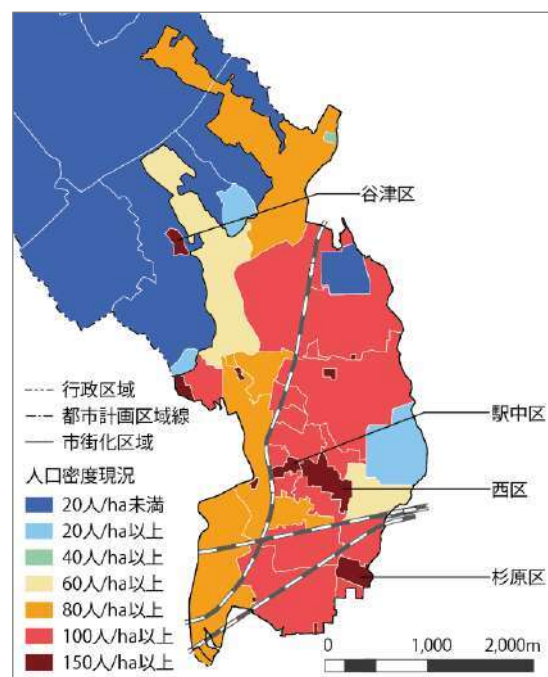 谷津区
駅中区
西区
杉原区
行政区域
都市計画区域線
市街化区域
人口密度現況
20人/ha未満
20人/ha以上
40人/ha以上
60人/ha以上
80人/ha以上
100人/ha以上
150人/ha以上
0 1,000 2,000m